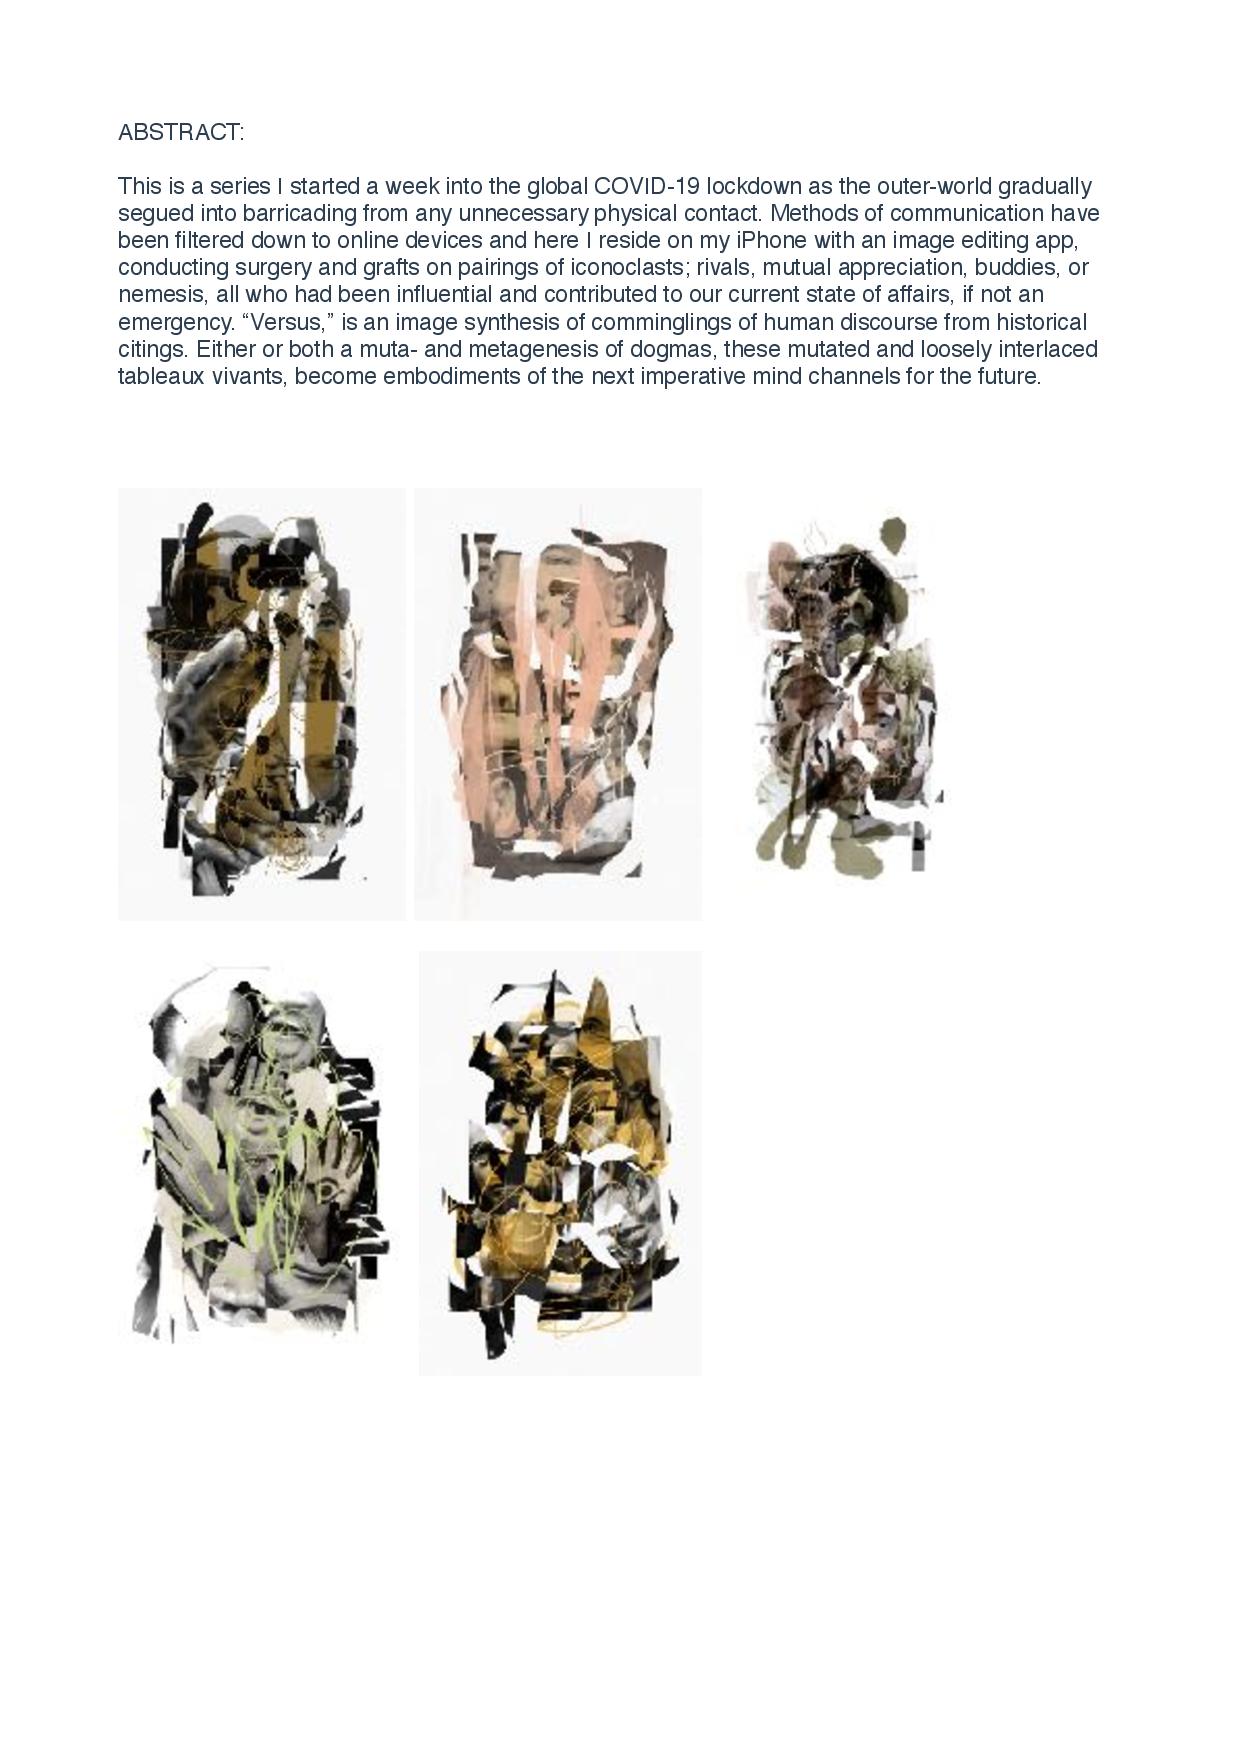 ABSTRACT:
This is a series I started a week into the global COVID-19 lockdown as the outer-world gradually
segued into barricading from any unnecessary physical contact. Methods of communication have
been filtered down to online devices and here I reside on my iPhone with an image editing app,
conducting surgery and grafts on pairings of iconoclasts; rivals, mutual appreciation, buddies, or
nemesis, all who had been influential and contributed to our current state of affairs, if not an
emergency. “Versus,” is an image synthesis of comminglings of human discourse from historical
citings. Either or both a muta- and metagenesis of dogmas, these mutated and loosely interlaced
tableaux vivants, become embodiments of the next imperative mind channels for the future.